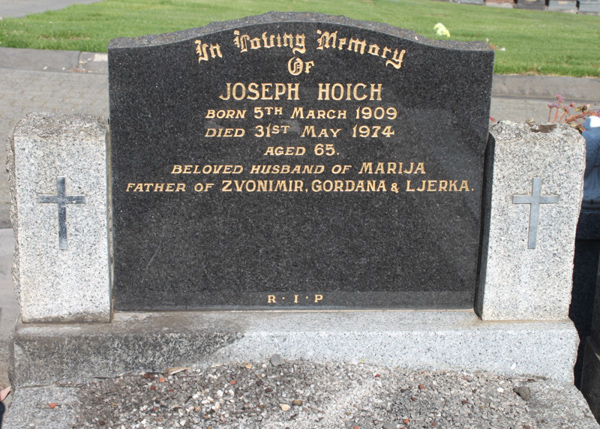 In Loving Memory
Of
JOSEPH HOICH
BORN 5TH MARCH 1909
DIED 31ST MAY 1974
AGED 65.
BELOVED HUSBAND OF MARIJA
FATHER OF ZVONIMIR, GORDANA & LJERKA.
R·I·P